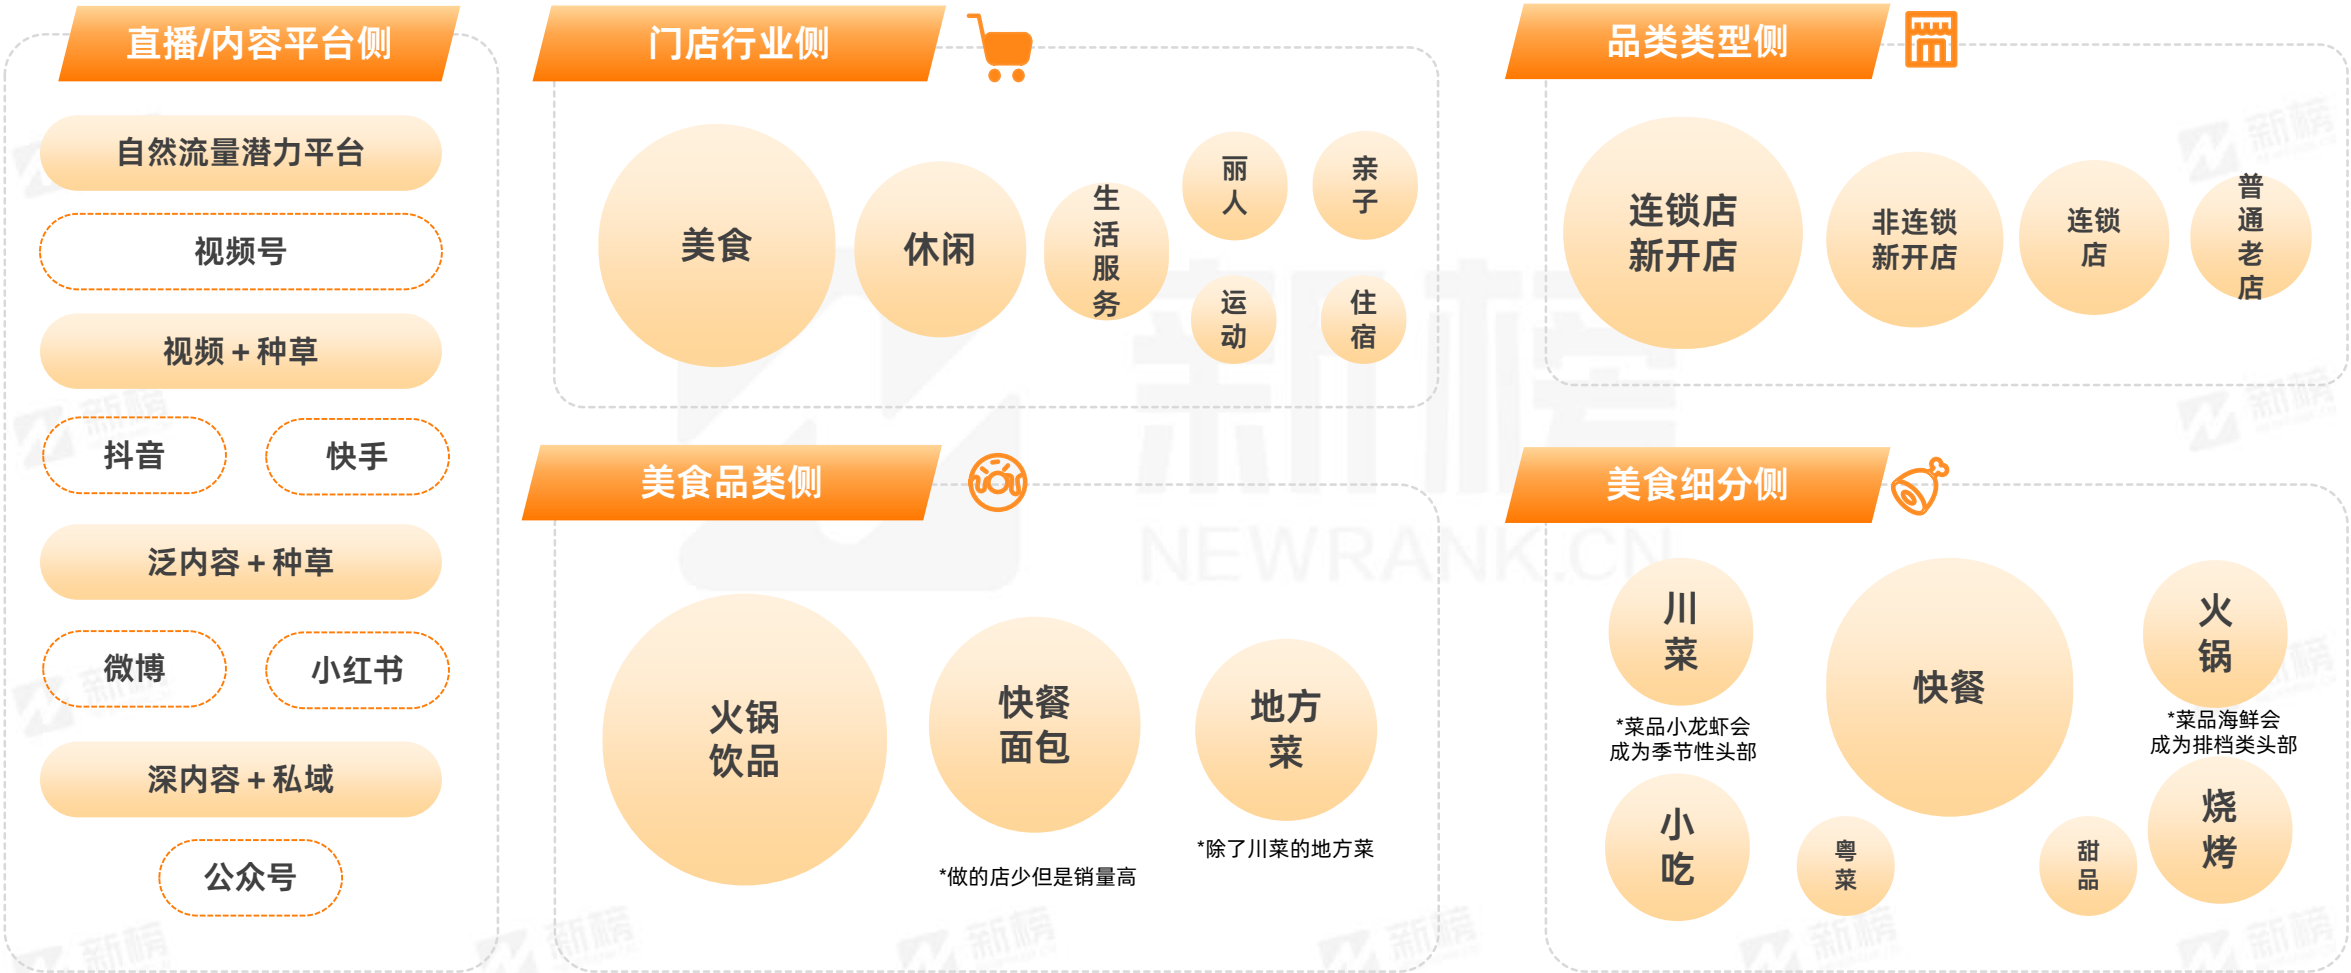 直播/内容平台侧
自然流量潜力平台
视频号
视频+种草
抖音
快手
泛内容+种草
微博
小红书
深内容+私域
公众号
门店行业侧
美食
休闲
生
活
服
务
丽
人
亲
子
运
动
住
宿
品类类型侧
连锁店
新开店
非连锁
新开店
连锁
店
普
通
老
店
美食品类侧
火锅
饮品
快餐
面包
地方
菜
*做的店少但是销量高
*除了川菜的地方菜
美食细分侧
川
菜
*菜品小龙虾会
成为季节性头部
快餐
火
锅
*菜品海鲜会
成为排档类头部
小
吃
粤
菜
甜
品
烧
烤
新榜
NEWRANK.CN